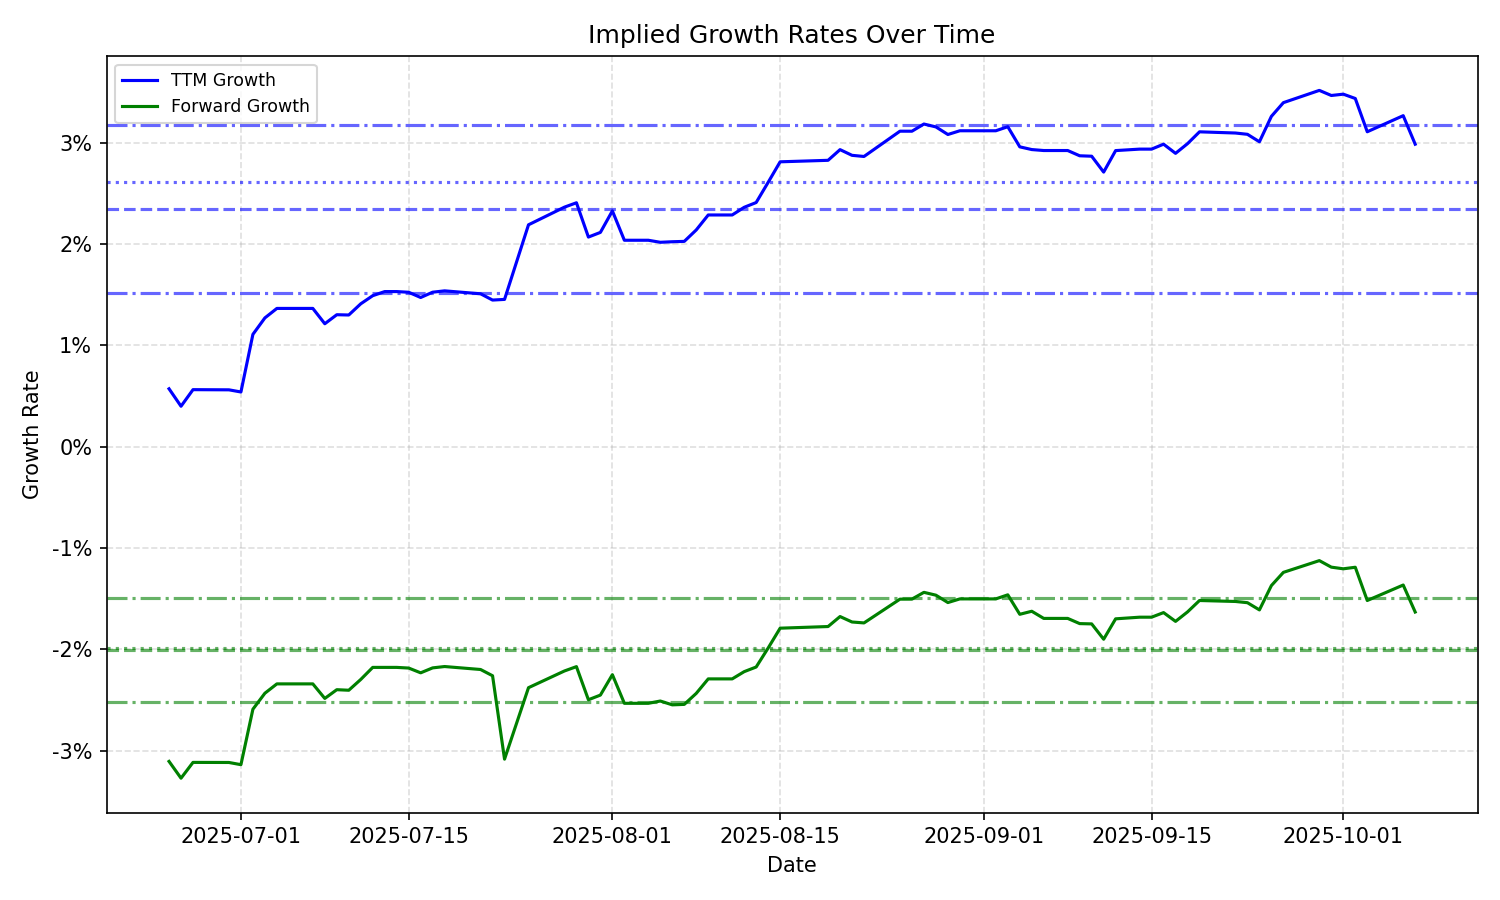 Implied Growth Rates Over Time
TTM Growth
Forward Growth
3%
2%
1%
0%
-1%
-2%
-3%
Growth Rate
2025-07-01
2025-07-15
2025-08-01
2025-08-15
2025-09-01
2025-09-15
2025-10-01
Date